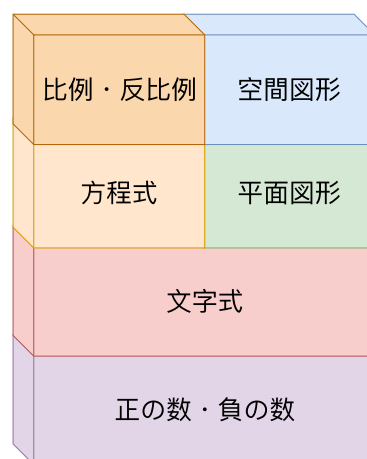 比例・反比例
空間図形
方程式
平面図形
文字式
正の数・負の数